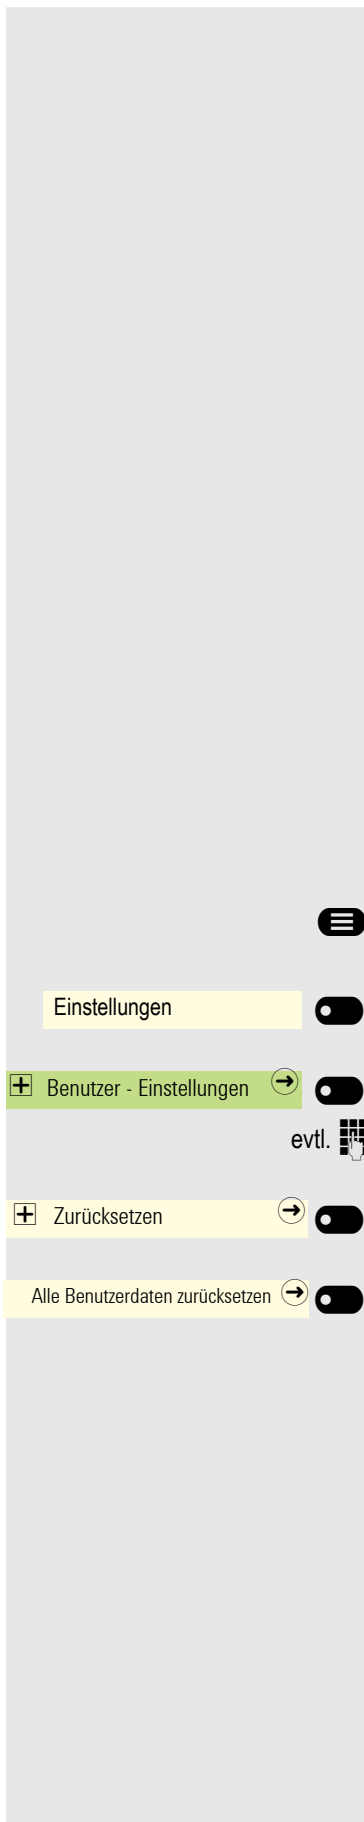 Einstellungen
Benutzer - Einstellungen
evtl.
Zurücksetzen
Alle Benutzerdaten zurücksetzen